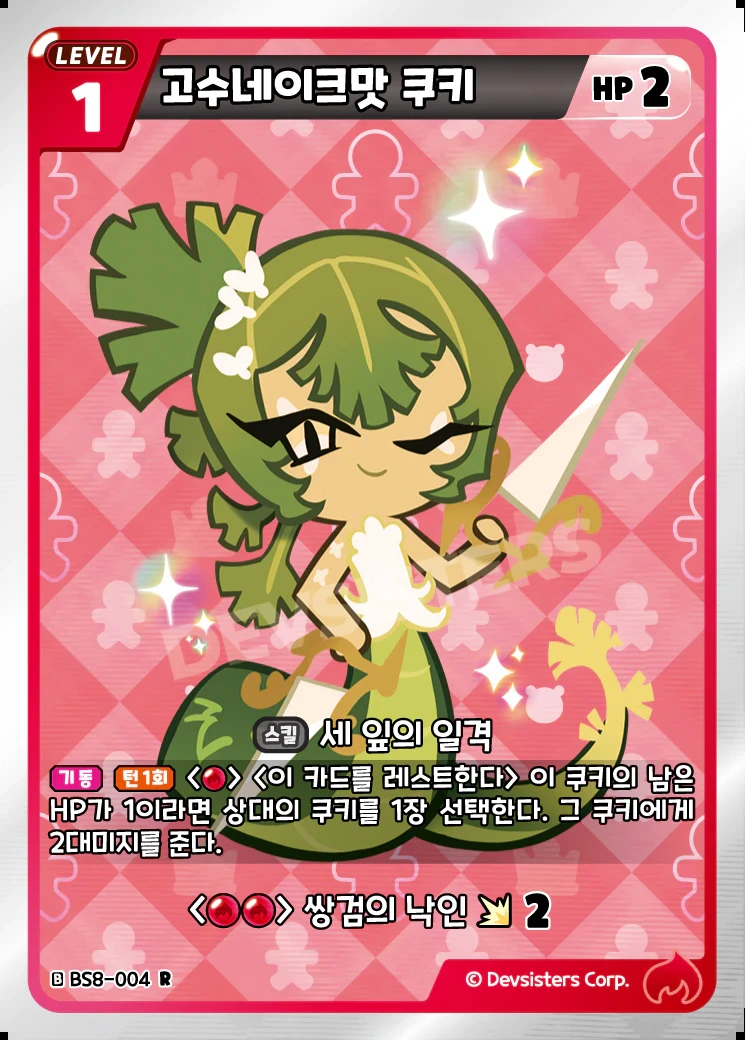 LEVEL
1
고수네이크맛 쿠키
HP 2
DEVSISTERS
DEVSISTERS
스킬 세 잎의 일격
기동 턴1회 < > <이 카드를 레스트한다> 이 쿠키의 남은
HP가 1이라면 상대의 쿠키를 1장 선택한다. 그 쿠키에게
2대미지를 준다.
< > 쌍검의 낙인 2
B BS8-004 R
© Devsisters Corp.